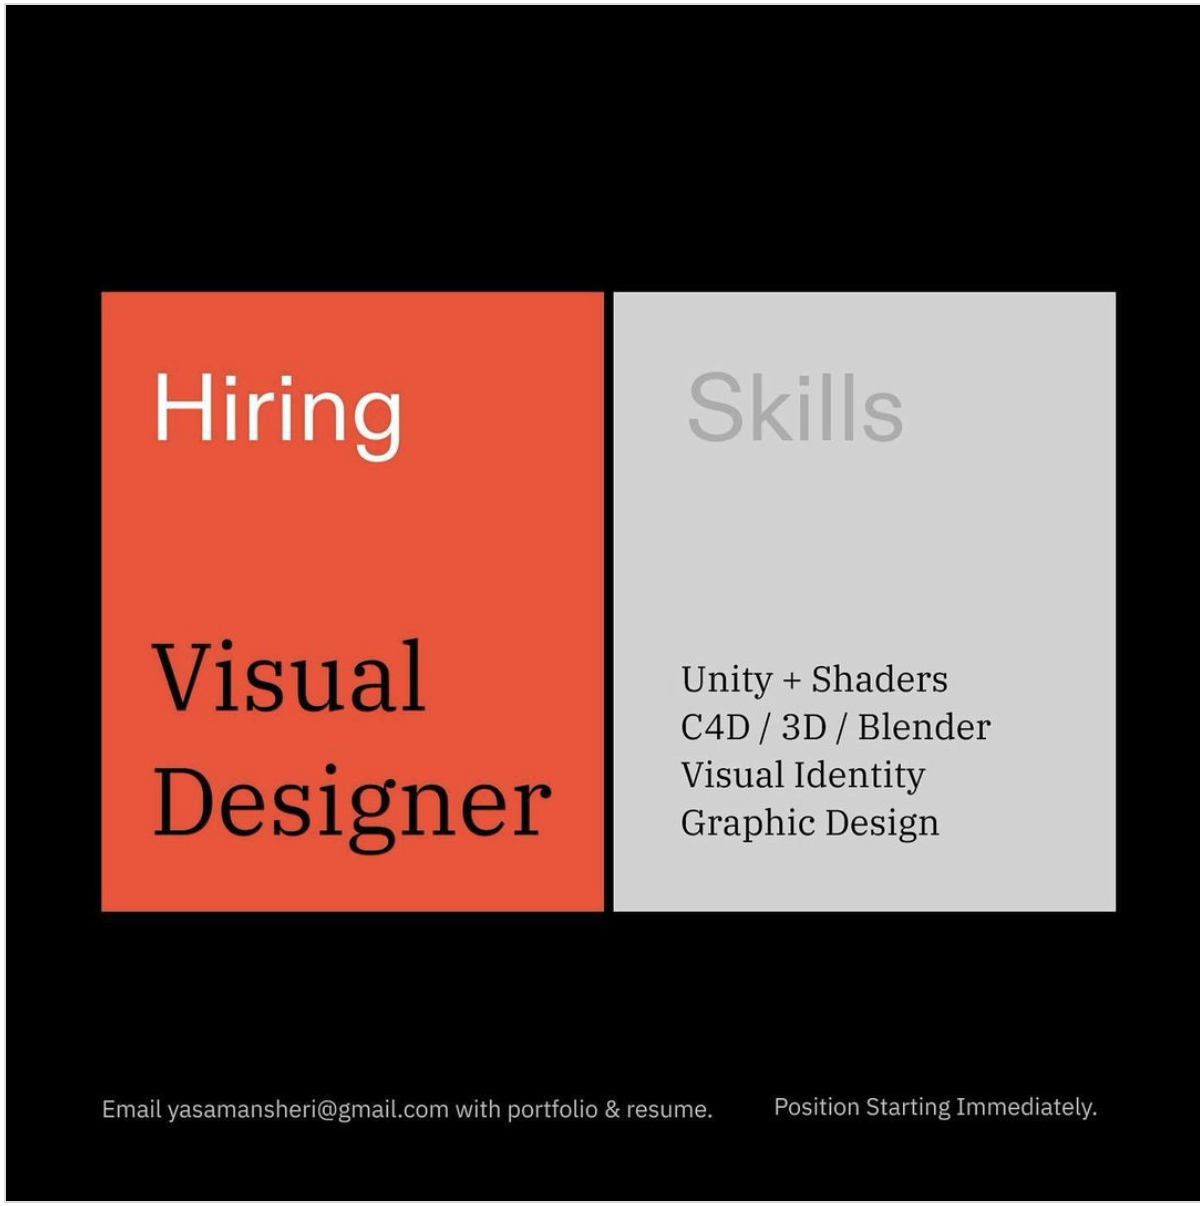 Hiring
Visual
Designer
Skills
Unity + Shaders
C4D / 3D / Blender
Visual Identity
Graphic Design
Email yasamansheri@gmail.com with portfolio & resume.
Position Starting Immediately.